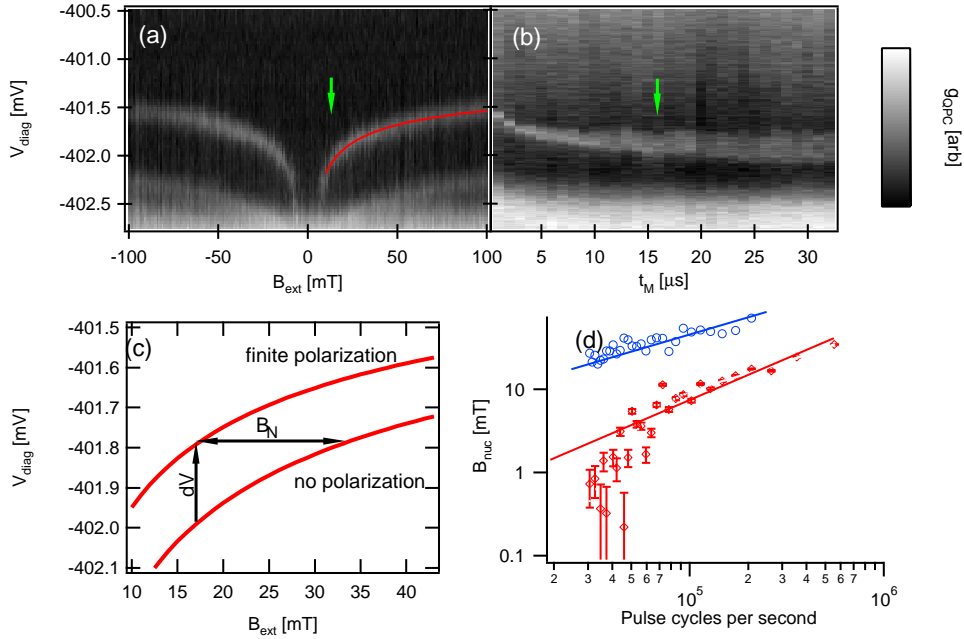 (a)
-400.5
-401.0
-401.5
-402.0
-402.5
V_diag [mV]
-100
-50
0
50
100
B_ext [mT]
(b)
5
10
15
20
25
30
t_M [µs]
g_QPC [arb]
(c)
-401.5
-401.6
-401.7
-401.8
-401.9
-402.0
-402.1
V_diag [mV]
finite polarization
B_N
dV
no polarization
10
15
20
25
30
35
40
B_ext [mT]
(d)
10
1
0.1
B_nuc [mT]
2 3 4 5 6 7 10^5 2 3 4 5 6 7 10^6
Pulse cycles per second